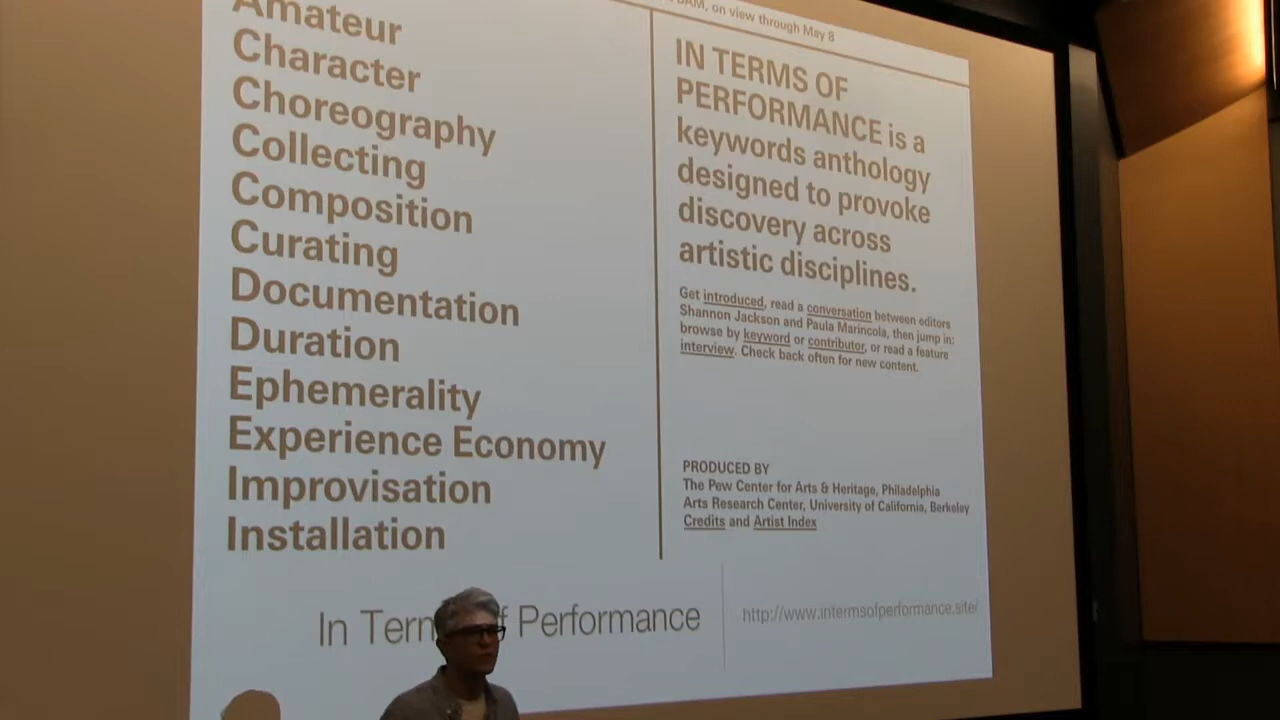 Amateur
Character
Choreography
Collecting
Composition
Curating
Documentation
Duration
Ephemerality
Experience Economy
Improvisation
Installation
on view through May 8
IN TERMS OF
PERFORMANCE is a
keywords anthology
designed to provoke
discovery across
artistic disciplines.
Get introduced, read a conversation between editors
Shannon Jackson and Paula Marincola, then jump in:
browse by keyword or contributor, or read a feature
interview. Check back often for new content.
PRODUCED BY
The Pew Center for Arts & Heritage, Philadelphia
Arts Research Center, University of California, Berkeley
Credits and Artist Index
In Performance
http://www.intermsofperformance.site/